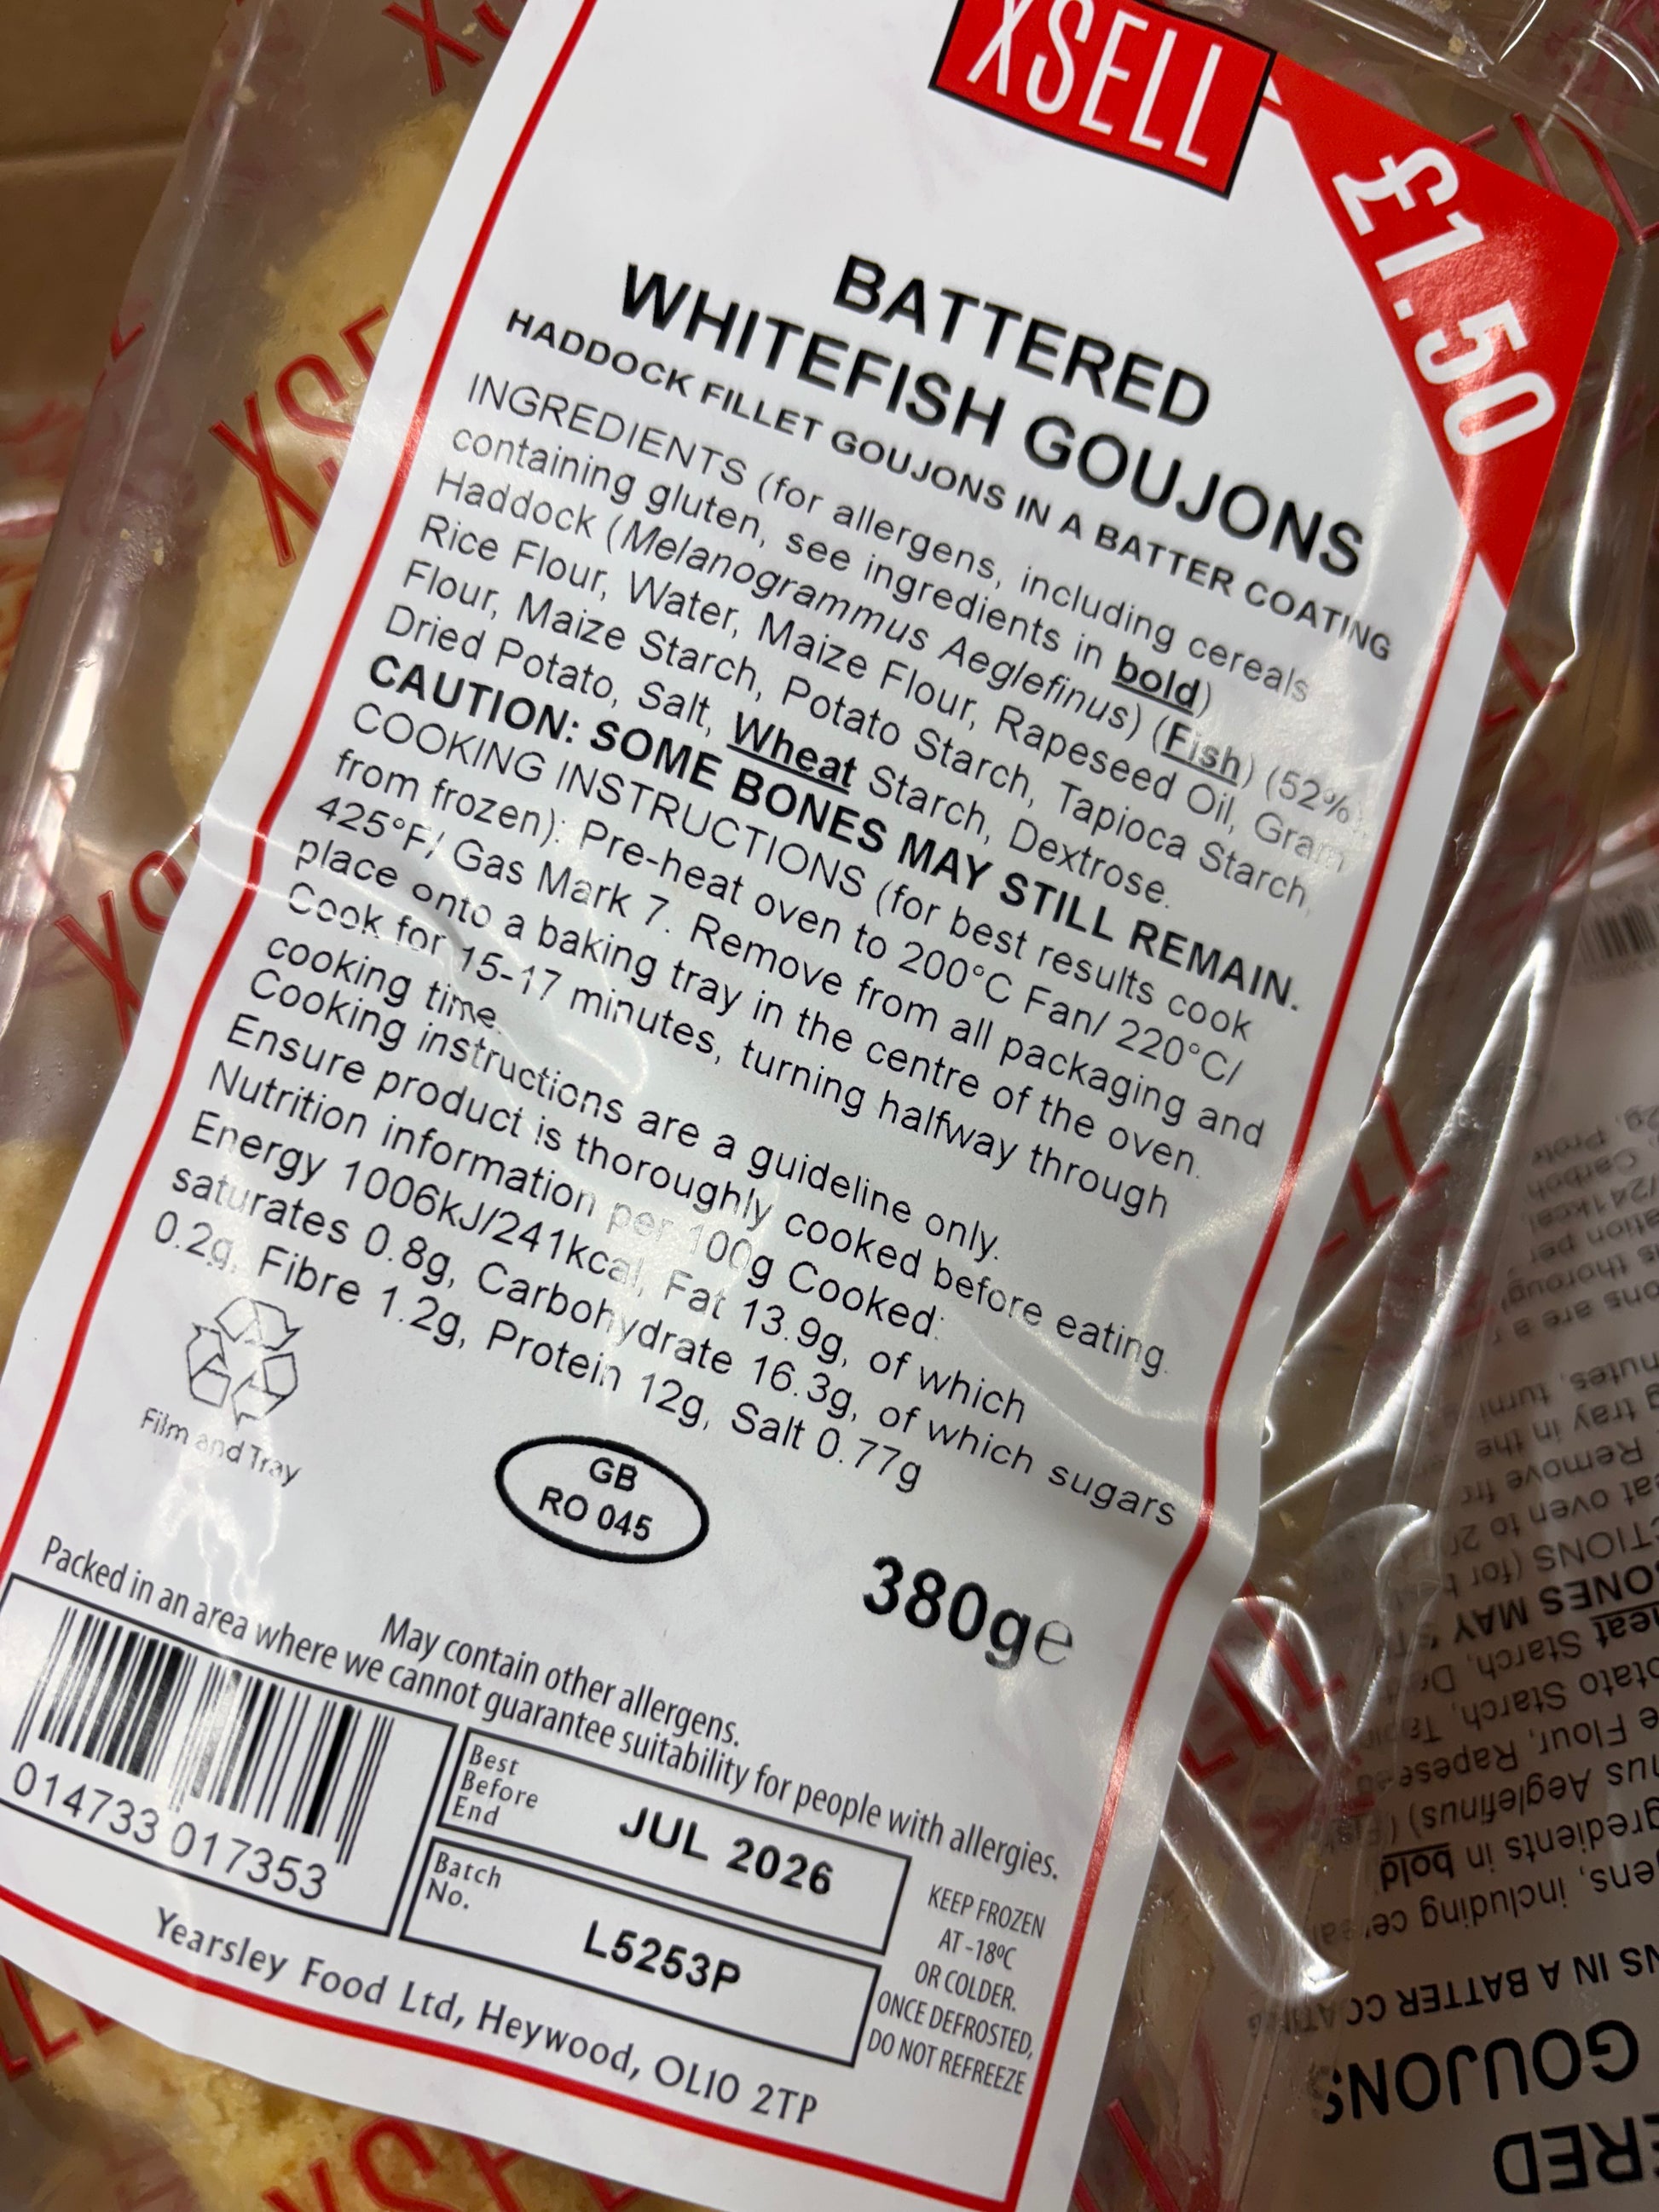 XSELL
£1.50
BATTERED
WHITEFISH GOUJONS
HADDOCK FILLET GOUJONS IN A BATTER COATING
INGREDIENTS (for allergens, including cereals
containing gluten, see ingredients in bold)
Haddock (Melanogrammus Aeglefinus) (Fish) (52%),
Rice Flour, Water, Maize Flour, Rapeseed Oil, Gram
Flour, Maize Starch, Potato Starch, Tapioca Starch,
Dried Potato, Salt, Wheat Starch, Dextrose.
CAUTION: SOME BONES MAY STILL REMAIN.
COOKING INSTRUCTIONS (for best results cook
from frozen): Pre-heat oven to 200°C Fan/ 220°C/
425°F/ Gas Mark 7. Remove from all packaging and
place onto a baking tray in the centre of the oven.
Cook for 15-17 minutes, turning halfway through
cooking time.
Cooking instructions are a guideline only.
Ensure product is thoroughly cooked before eating.
Nutrition information per 100g Cooked:
Energy 1006kJ/241kcal, Fat 13.9g, of which
saturates 0.8g, Carbohydrate 16.3g, of which sugars
0.2g, Fibre 1.2g, Protein 12g, Salt 0.77g
Film and Tray
GB
RO 045
380g℮
May contain other allergens.
Packed in an area where we cannot guarantee suitability for people with allergies.
014733 017353
Best
Before
End
JUL 2026
Batch
No.
L5253P
KEEP FROZEN
AT -18ºC
OR COLDER.
ONCE DEFROSTED,
DO NOT REFREEZE
Yearsley Food Ltd, Heywood, OL10 2TP